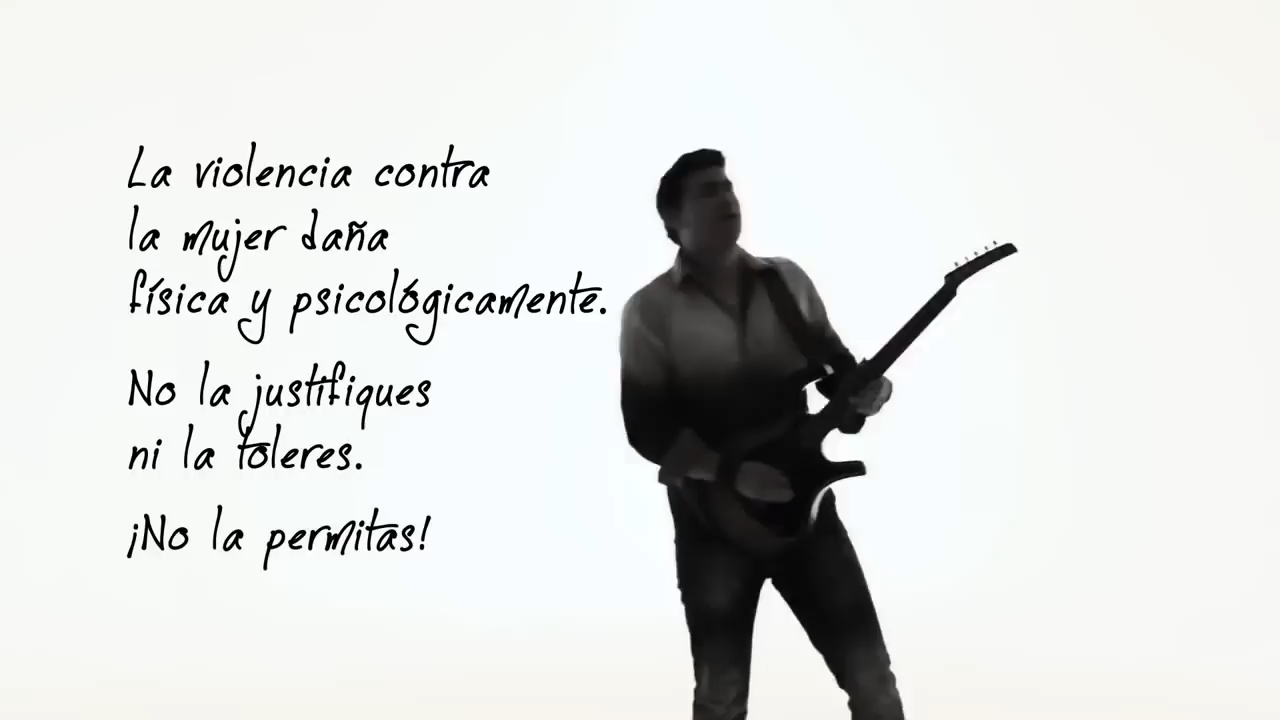 La violencia contra
la mujer daña
física y psicológicamente.
No la justifiques
ni la toleres.
¡No la permitas!